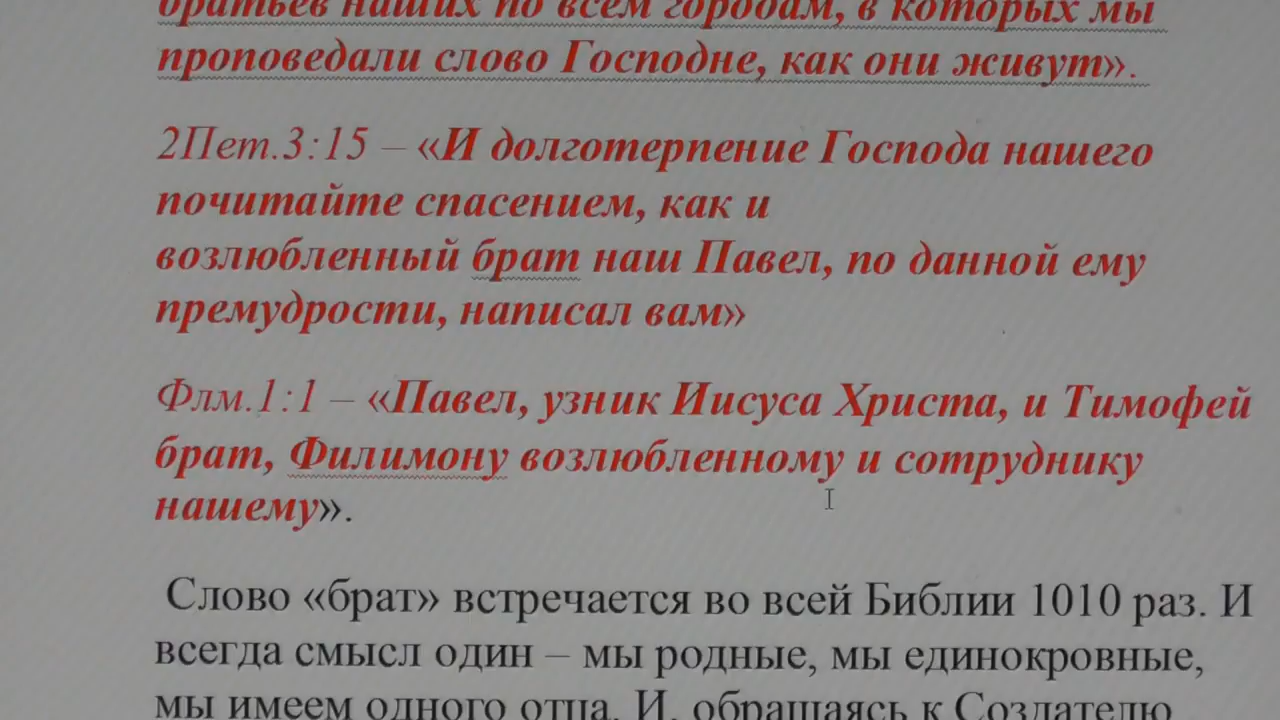 братьев наших по всем городам, в которых мы
проповедали слово Господне, как они живут».
2Пет.3:15 – «И долготерпение Господа нашего
почитайте спасением, как и
возлюбленный брат наш Павел, по данной ему
премудрости, написал вам»
Флм.1:1 – «Павел, узник Иисуса Христа, и Тимофей
брат, Филимону возлюбленному и сотруднику
нашему».
Слово «брат» встречается во всей Библии 1010 раз. И
всегда смысл один – мы родные, мы единокровные,
мы имеем одного отца. И, обращаясь к Создателю